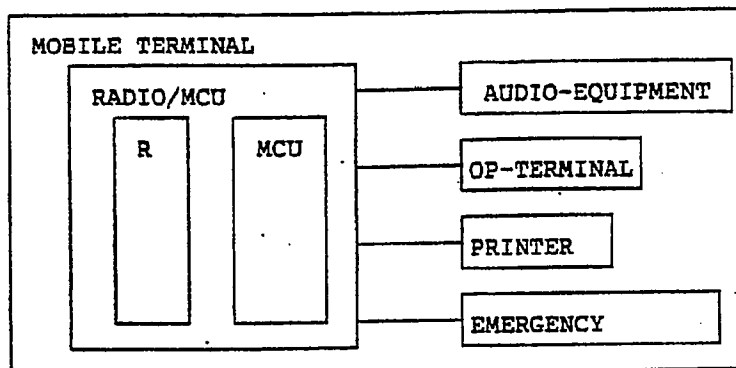 MOBILE TERMINAL
RADIO/MCU
R
MCU
AUDIO-EQUIPMENT
OP-TERMINAL
PRINTER
EMERGENCY